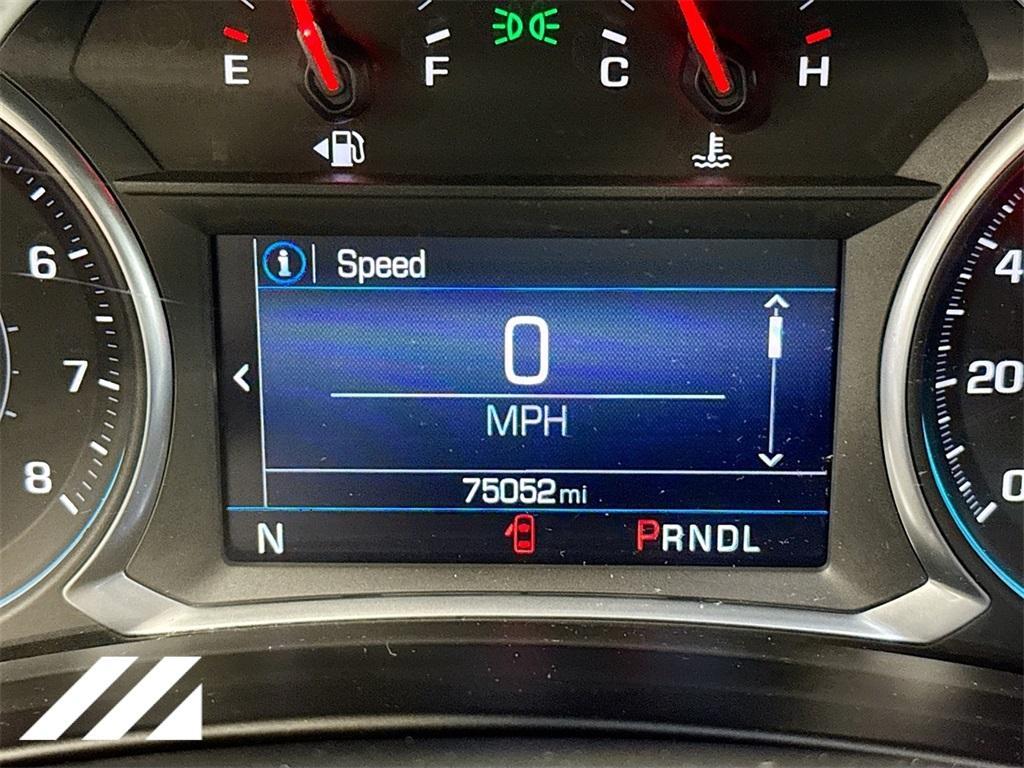 E F C H
Speed
0
MPH
75052 mi
N PRNDL
6
7
8
4
20
0